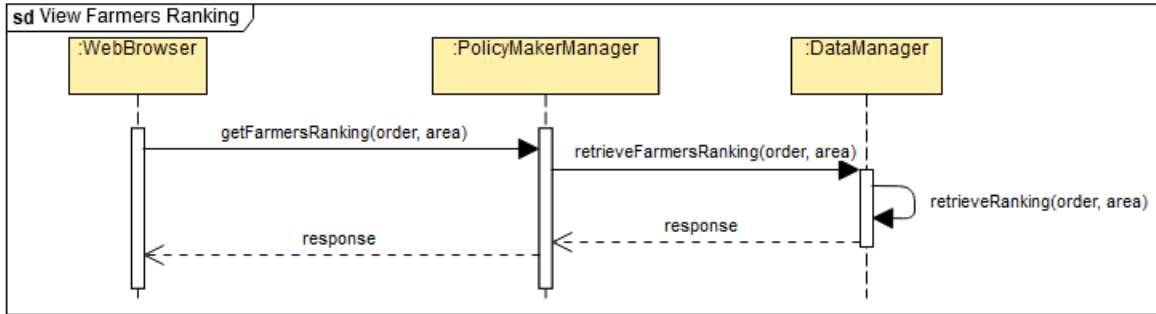 sd View Farmers Ranking
:WebBrowser
:PolicyMakerManager
:DataManager
getFarmersRanking(order, area)
retrieveFarmersRanking(order, area)
retrieveRanking(order, area)
response
response